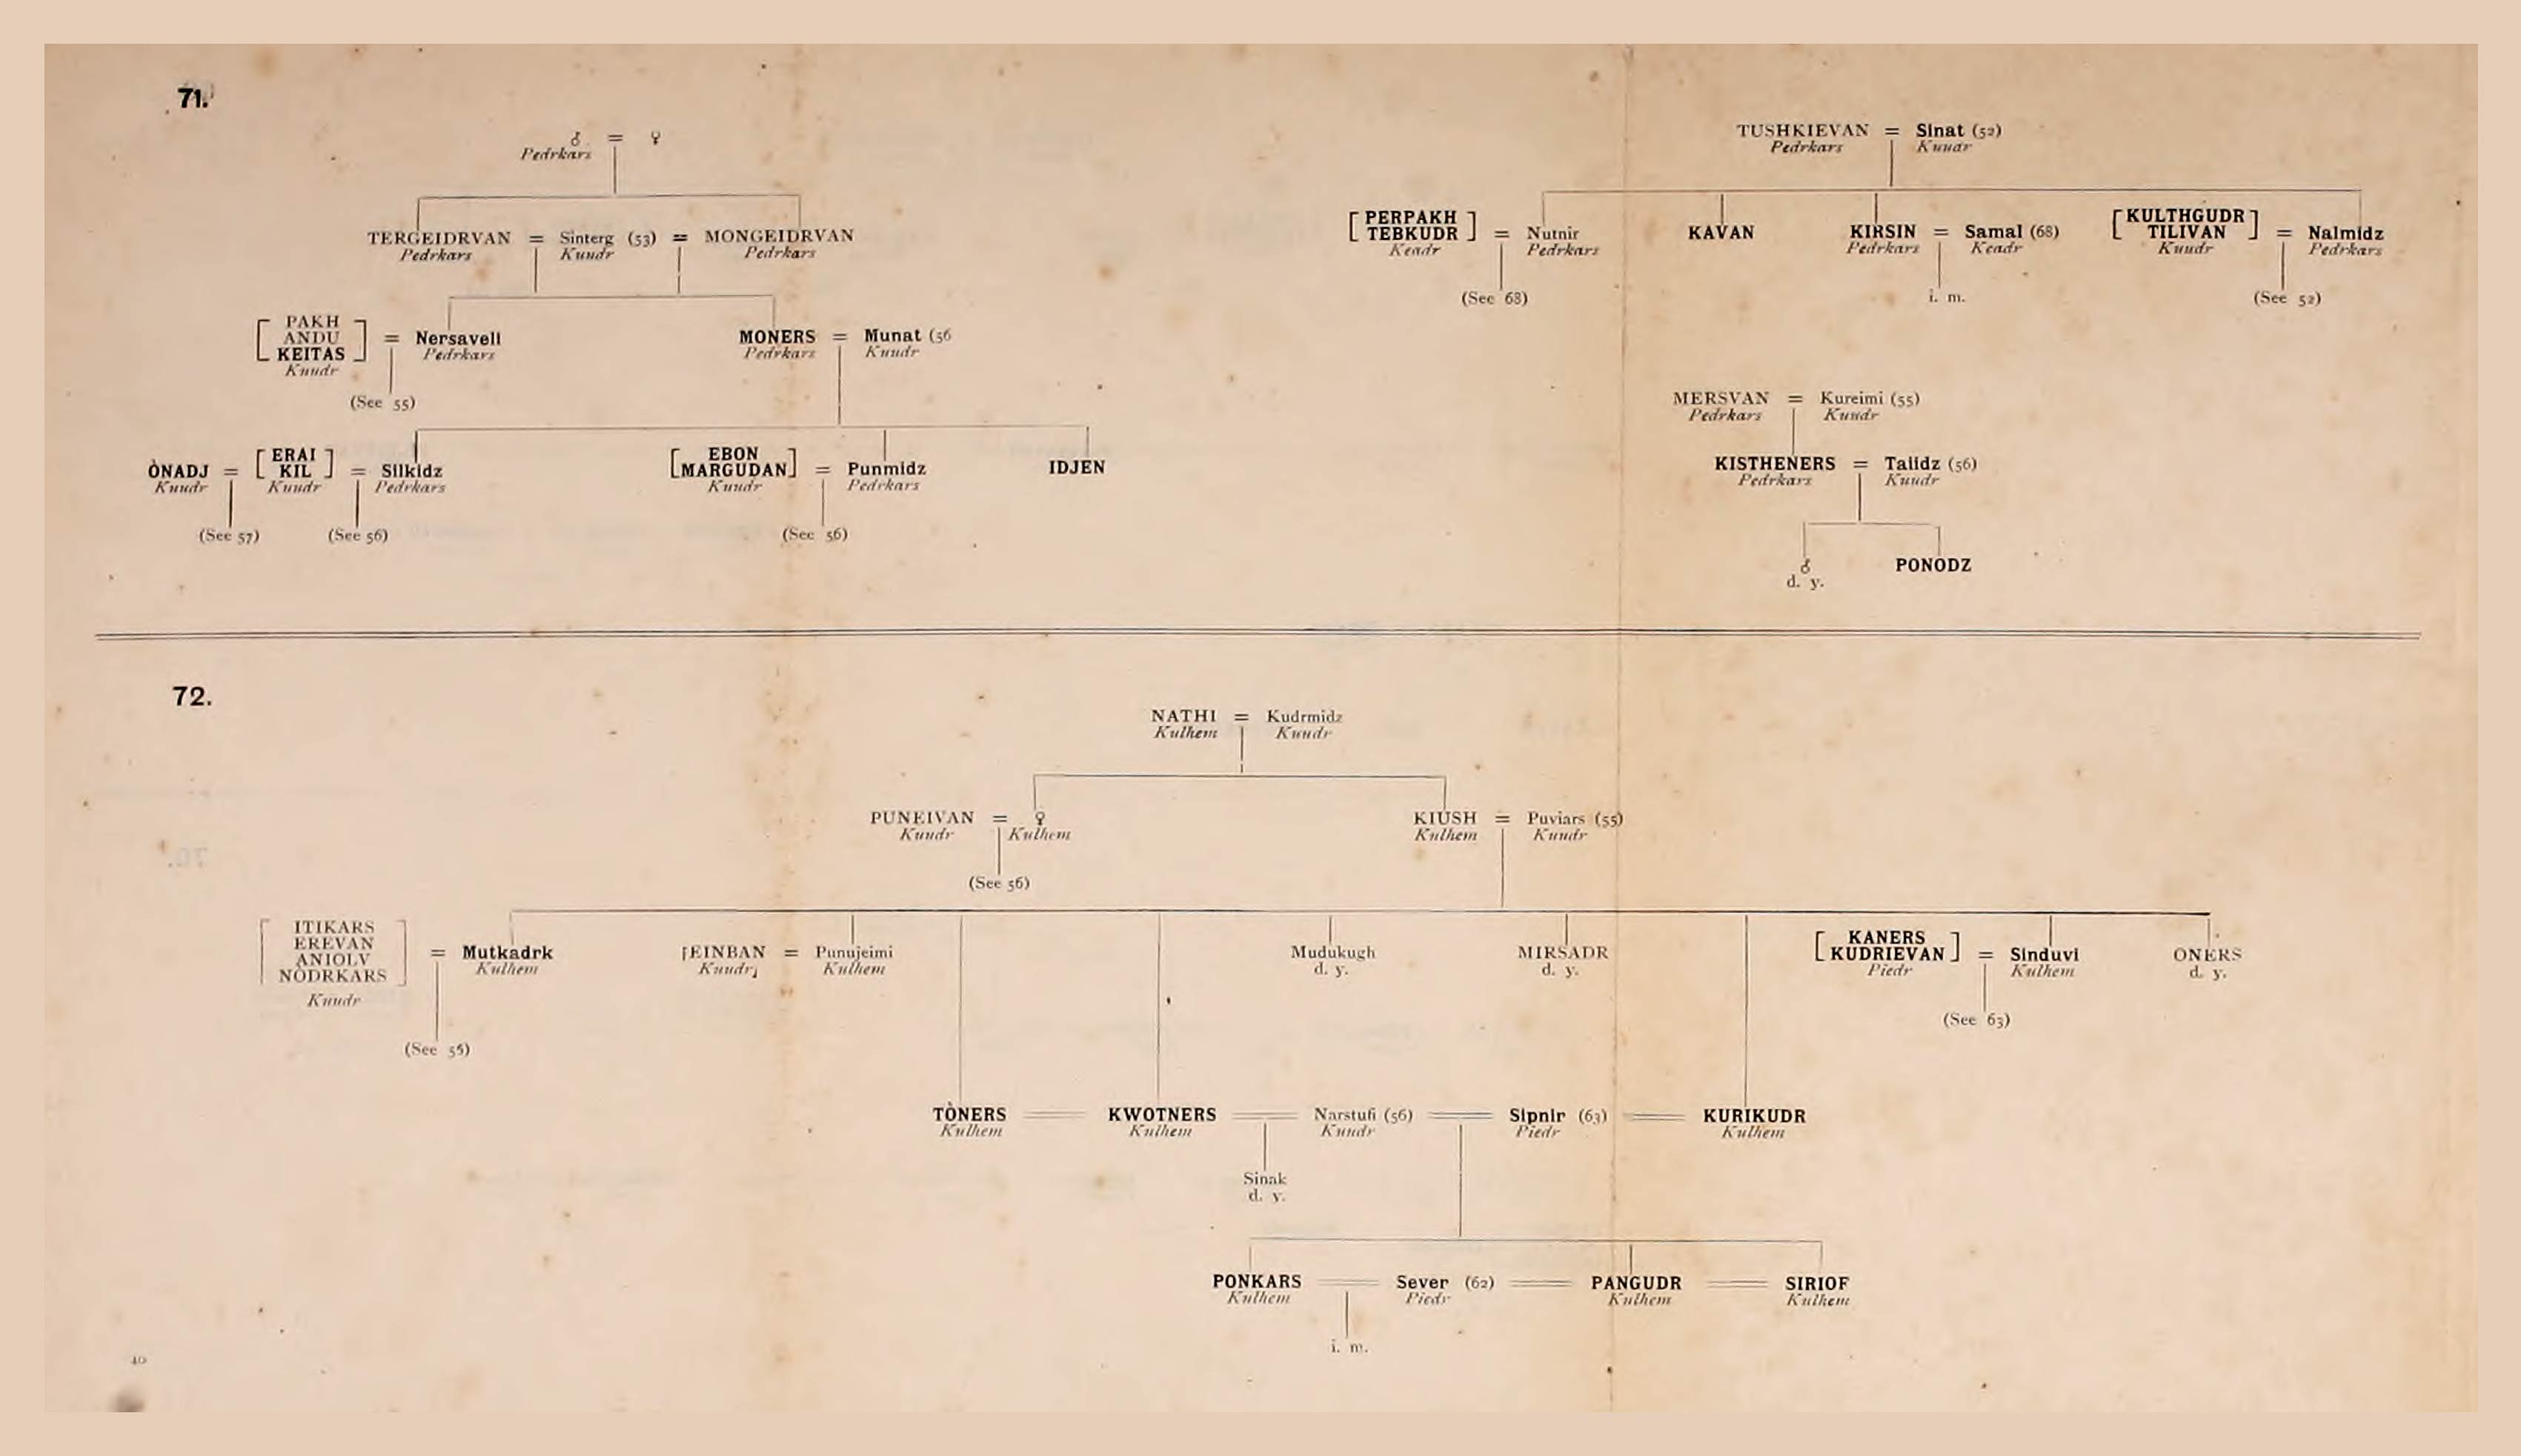 71.
♂ = ♀
Pedrkars
TERGEIDRVAN = Sinterg (53) = MONGEIDRVAN
Pedrkars Kuudr Pedrkars
PAKH
ANDU
KEITAS
Kuudr
= Nersaveli
Pedrkars
(See 55)
MONERS = Munat (56
Pedrkars Kuudr
ÒNADJ = [ERAI
KIL] = Silkidz
Kuudr Kuudr Pedrkars
(See 57) (See 56)
[EBON
MARGUDAN] = Punmidz
Kuudr Pedrkars
(See 56)
IDJEN
TUSHKIEVAN = Sinat (52)
Pedrkars Kuudr
[PERPAKH
TEBKUDR] = Nutnir
Keadr Pedrkars
(See 68)
KAVAN
KIRSIN = Samal (68)
Pedrkars Keadr
i. m.
[KULTHGUDR
TILIVAN] = Nalmidz
Kuudr Pedrkars
(See 52)
MERSVAN = Kureimi (55)
Pedrkars Kuudr
KISTHENERS = Talidz (56)
Pedrkars Kuudr
♂
d. y.
PONODZ
72.
NATHI = Kudrmidz
Kulhem Kuudr
PUNEIVAN = ♀
Kuudr Kulhem
(See 56)
KIUSH = Puviars (55)
Kulhem Kuudr
[ITIKARS
EREVAN
ANIOLV
NÒDRKARS]
Kuudr
= Mutkadrk
Kulhem
[EINBAN = Punujeimi
Kuudr] Kulhem
Mudukugh
d. y.
MIRSADR
d. y.
[KANERS
KUDRIEVAN] = Sinduvi
Piedr Kulhem
(See 63)
ONERS
d. y.
TÒNERS = KWOTNERS = Narstufi (56) = Sipnir (63) = KURIKUDR
Kulhem Kulhem Kuudr Piedr Kulhem
Sinak
d. y.
PONKARS = Sever (62) = PANGUDR = SIRIOF
Kulhem Piedr Kulhem Kulhem
i. m.
40